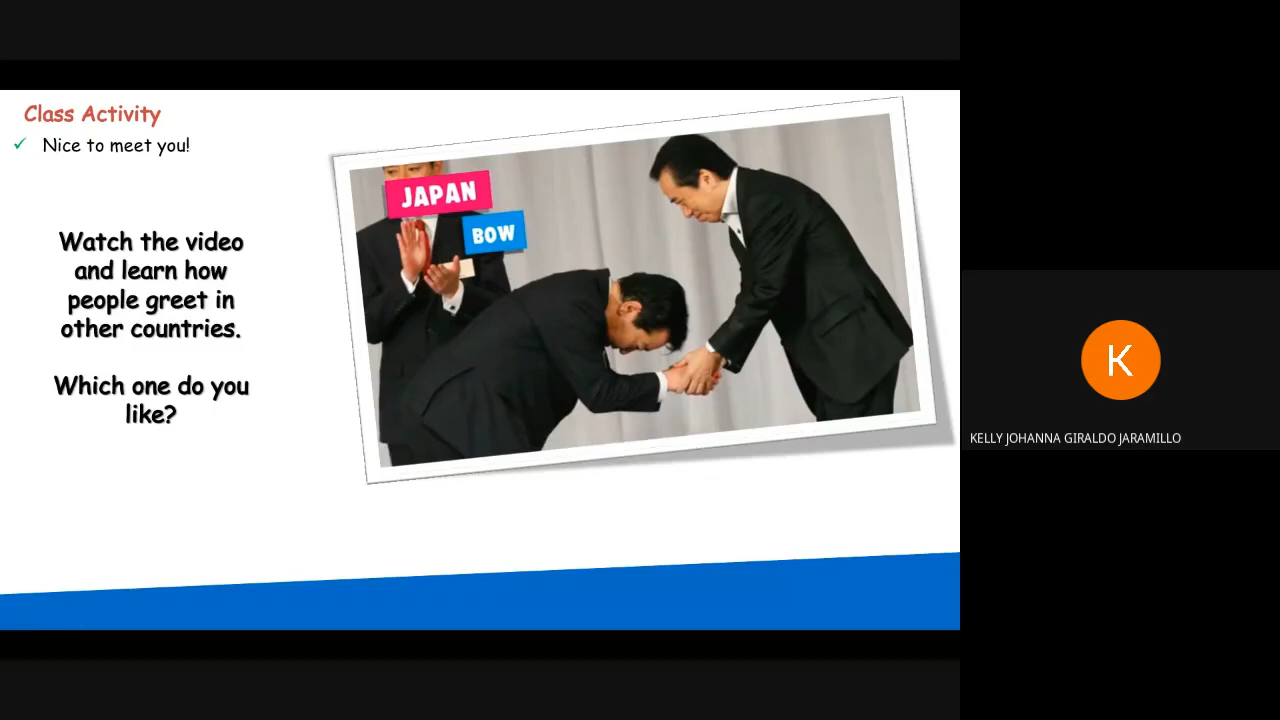 Class Activity
✓ Nice to meet you!
Watch the video
and learn how
people greet in
other countries.
Which one do you
like?
JAPAN
BOW
K
KELLY JOHANNA GIRALDO JARAMILLO